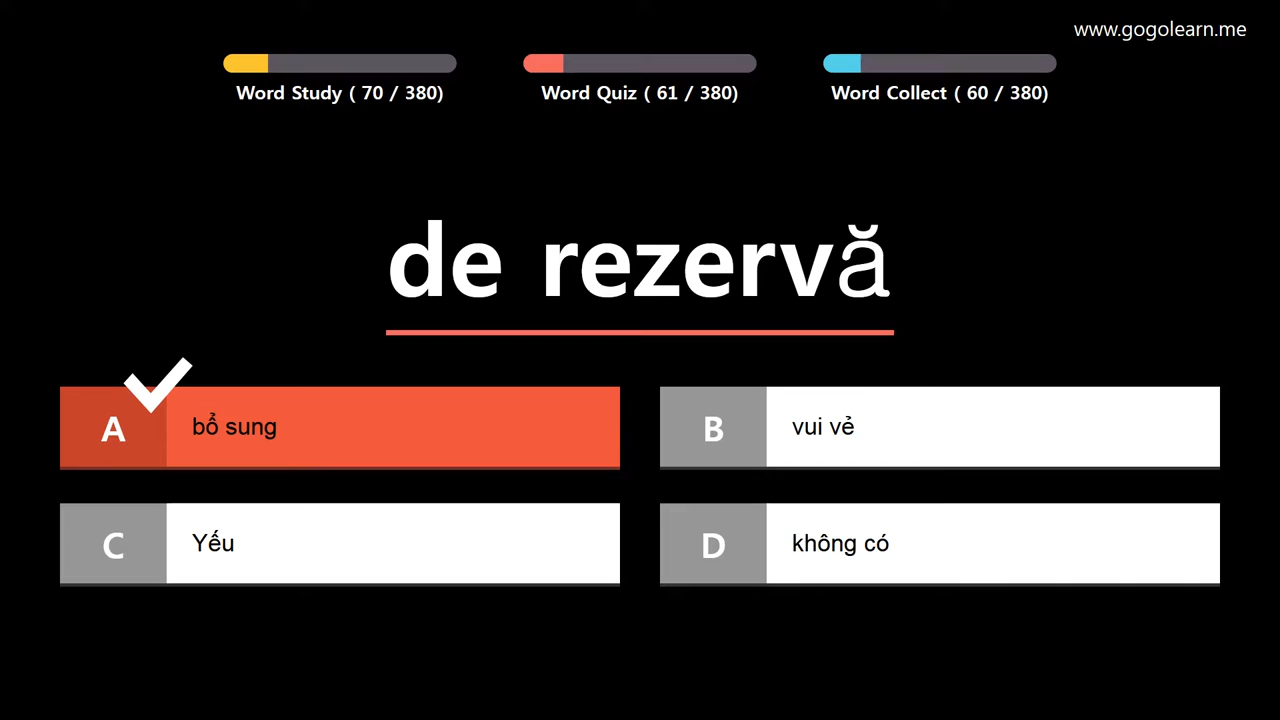 www.gogolearn.me
Word Study ( 70 / 380)
Word Quiz ( 61 / 380)
Word Collect ( 60 / 380)
de rezervă
A
bổ sung
B
vui vẻ
C
Yếu
D
không có